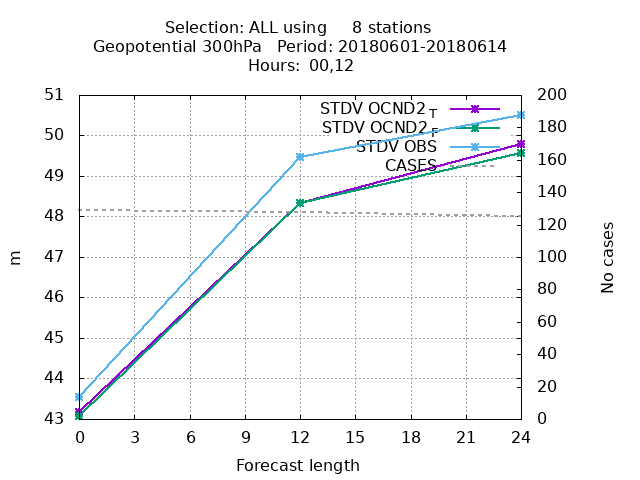 Selection: ALL using     8 stations
Geopotential 300hPa   Period: 20180601-20180614
Hours:  00,12
51
50
49
48
47
46
45
44
43
m
200
180
160
140
120
100
80
60
40
20
0
No cases
STDV OCND2 T
STDV OCND2 F
STDV OBS
CASES
0 3 6 9 12 15 18 21 24
Forecast length